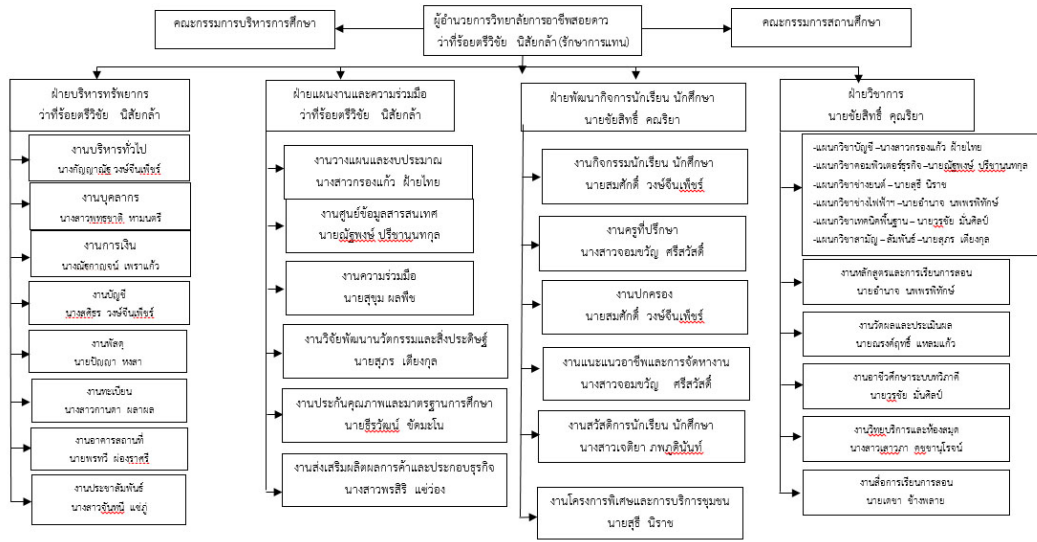 คณะกรรมการบริหารการศึกษา
ผู้อำนวยการวิทยาลัยการอาชีพสอยดาว
ว่าที่ร้อยตรีวิชัย นิสัยกล้า (รักษาการแทน)
คณะกรรมการสถานศึกษา
ฝ่ายบริหารทรัพยากร
ว่าที่ร้อยตรีวิชัย นิสัยกล้า
งานบริหารทั่วไป
นางกัญญาณัฐ วงษ์จีนเพ็ชร์
งานบุคลากร
นางสาวพุทธชาติ หามนตรี
งานการเงิน
นางณัฐกาญจน์ เพราแก้ว
งานบัญชี
นางศศิธร วงษ์จีนเพ็ชร์
งานพัสดุ
นายปัญญา หงลา
งานทะเบียน
นางสาวกานดา ผลาผล
งานอาคารสถานที่
นายพรทวี ผ่องราศรี
งานประชาสัมพันธ์
นางสาวจันทนี แซ่ภู่
ฝ่ายแผนงานและความร่วมมือ
ว่าที่ร้อยตรีวิชัย นิสัยกล้า
งานวางแผนและงบประมาณ
นางสาวกรองแก้ว ฝ้ายไทย
งานศูนย์ข้อมูลสารสนเทศ
นายณัฐพงษ์ ปรีชานนทกุล
งานความร่วมมือ
นายสุขุม ผลพืช
งานวิจัยพัฒนานวัตกรรมและสิ่งประดิษฐ์
นายสุภร เตียงกุล
งานประกันคุณภาพและมาตรฐานการศึกษา
นายธีรวัฒน์ ขัดมะโน
งานส่งเสริมผลิตผลการค้าและประกอบธุรกิจ
นางสาวพรสิริ แซ่ว่อง
ฝ่ายพัฒนากิจการนักเรียน นักศึกษา
นายชัยสิทธิ์ คุณริยา
งานกิจกรรมนักเรียน นักศึกษา
นายสมศักดิ์ วงษ์จีนเพ็ชร์
งานครูที่ปรึกษา
นางสาวจอมขวัญ ศรีสวัสดิ์
งานปกครอง
นายสมศักดิ์ วงษ์จีนเพ็ชร์
งานแนะแนวอาชีพและการจัดหางาน
นางสาวจอมขวัญ ศรีสวัสดิ์
งานสวัสดิการนักเรียน นักศึกษา
นางสาวเจติยา ภพภูดินันท์
งานโครงการพิเศษและการบริการชุมชน
นายสุธี นิราช
ฝ่ายวิชาการ
นายชัยสิทธิ์ คุณริยา
-แผนกวิชาบัญชี –นางสาวกรองแก้ว ฝ้ายไทย
-แผนกวิชาคอมพิวเตอร์ธุรกิจ –นายณัฐพงษ์ ปรีชานนทกุล
-แผนกวิชาช่างยนต์ –นายสุธี นิราช
-แผนกวิชาช่างไฟฟ้าฯ –นายอำนาจ นพพรพิทักษ์
-แผนกวิชาเทคนิคพื้นฐาน – นายวรชัย มั่นศิลป์
-แผนกวิชาสามัญ – สัมพันธ์ –นายสุภร เตียงกุล
งานหลักสูตรและการเรียนการสอน
นายอำนาจ นพพรพิทักษ์
งานวัดผลและประเมินผล
นายณรงค์ฤทธิ์ แหลมแก้ว
งานอาชีวศึกษาระบบทวิภาคี
นายวรชัย มั่นศิลป์
งานวิทยบริการและห้องสมุด
นางสาวเสาวภา คชชานุโรจน์
งานสื่อการเรียนการสอน
นายเดชา ช้างพลาย